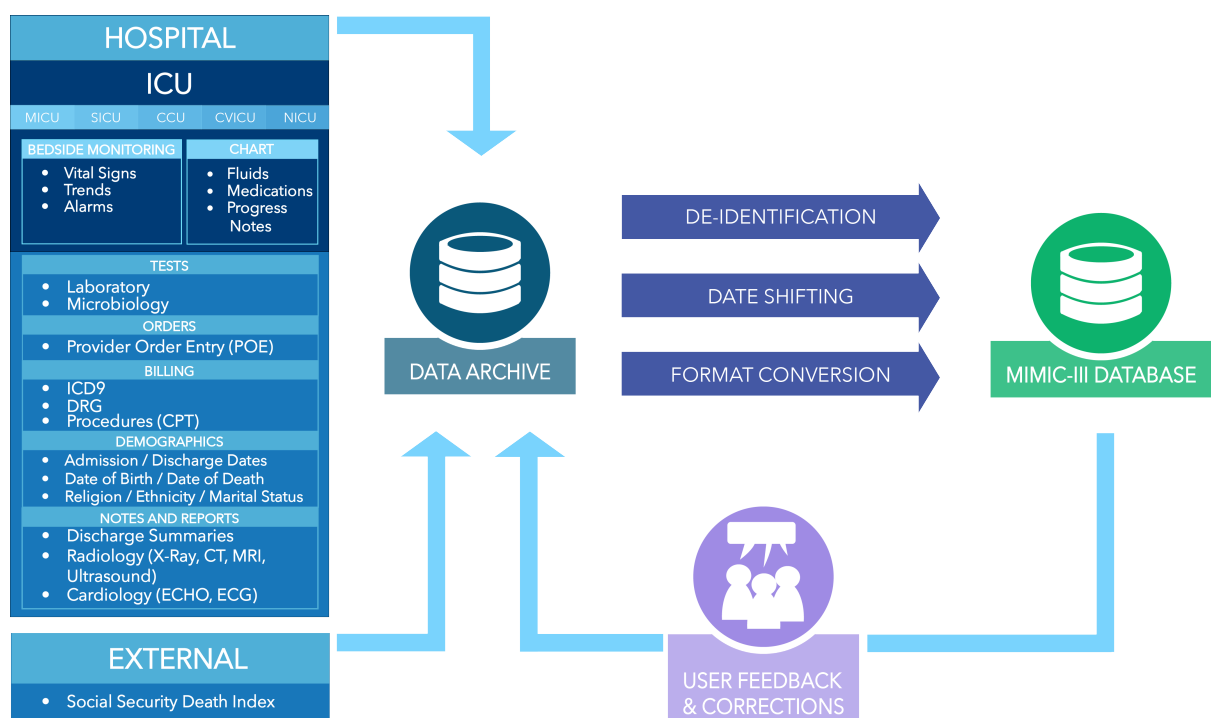 HOSPITAL
ICU
MICU SICU CCU CVICU NICU
BEDSIDE MONITORING
• Vital Signs
• Trends
• Alarms
CHART
• Fluids
• Medications
• Progress
Notes
TESTS
• Laboratory
• Microbiology
ORDERS
• Provider Order Entry (POE)
BILLING
• ICD9
• DRG
• Procedures (CPT)
DEMOGRAPHICS
• Admission / Discharge Dates
• Date of Birth / Date of Death
• Religion / Ethnicity / Marital Status
NOTES AND REPORTS
• Discharge Summaries
• Radiology (X-Ray, CT, MRI,
Ultrasound)
• Cardiology (ECHO, ECG)
EXTERNAL
• Social Security Death Index
DATA ARCHIVE
DE-IDENTIFICATION
DATE SHIFTING
FORMAT CONVERSION
MIMIC-III DATABASE
USER FEEDBACK
& CORRECTIONS